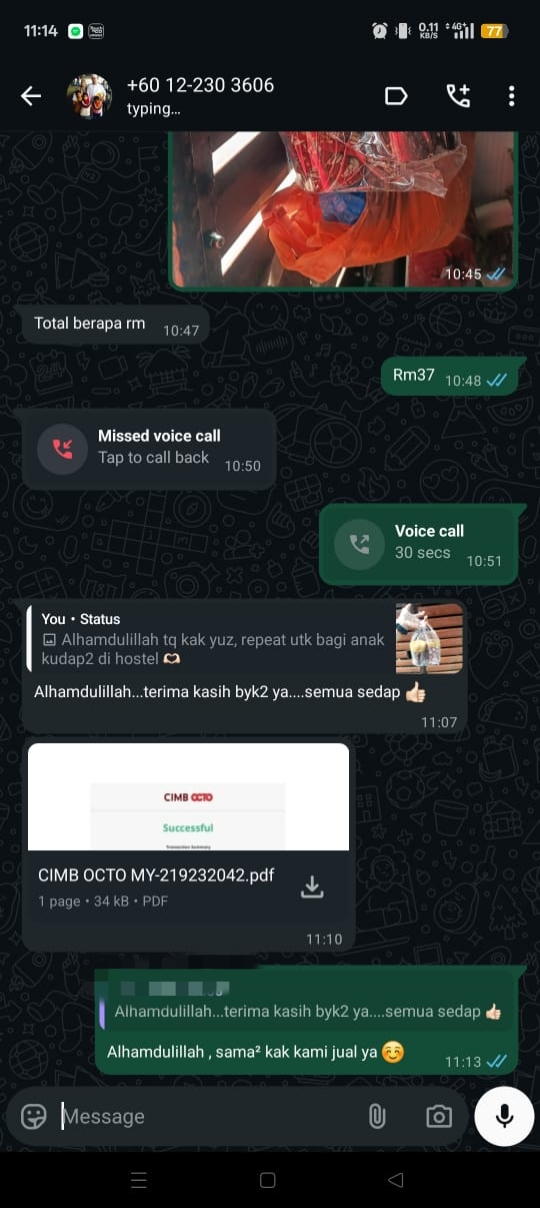 11:14
0.11 KB/S 4G+ 77
+60 12-230 3606
typing...
10:45
Total berapa rm 10:47
Rm37 10:48
Missed voice call
Tap to call back 10:50
Voice call
30 secs 10:51
You • Status
Alhamdulillah tq kak yuz, repeat utk bagi anak
kudap2 di hostel 🫶🏻
Alhamdulillah...terima kasih byk2 ya....semua sedap 👍🏻
11:07
CIMB OCTO
Successful
Transaction Summary
CIMB OCTO MY-219232042.pdf
1 page • 34 kB • PDF
11:10
Alhamdulillah...terima kasih byk2 ya....semua sedap 👍🏻
Alhamdulillah , sama² kak kami jual ya ☺️
11:13
Message